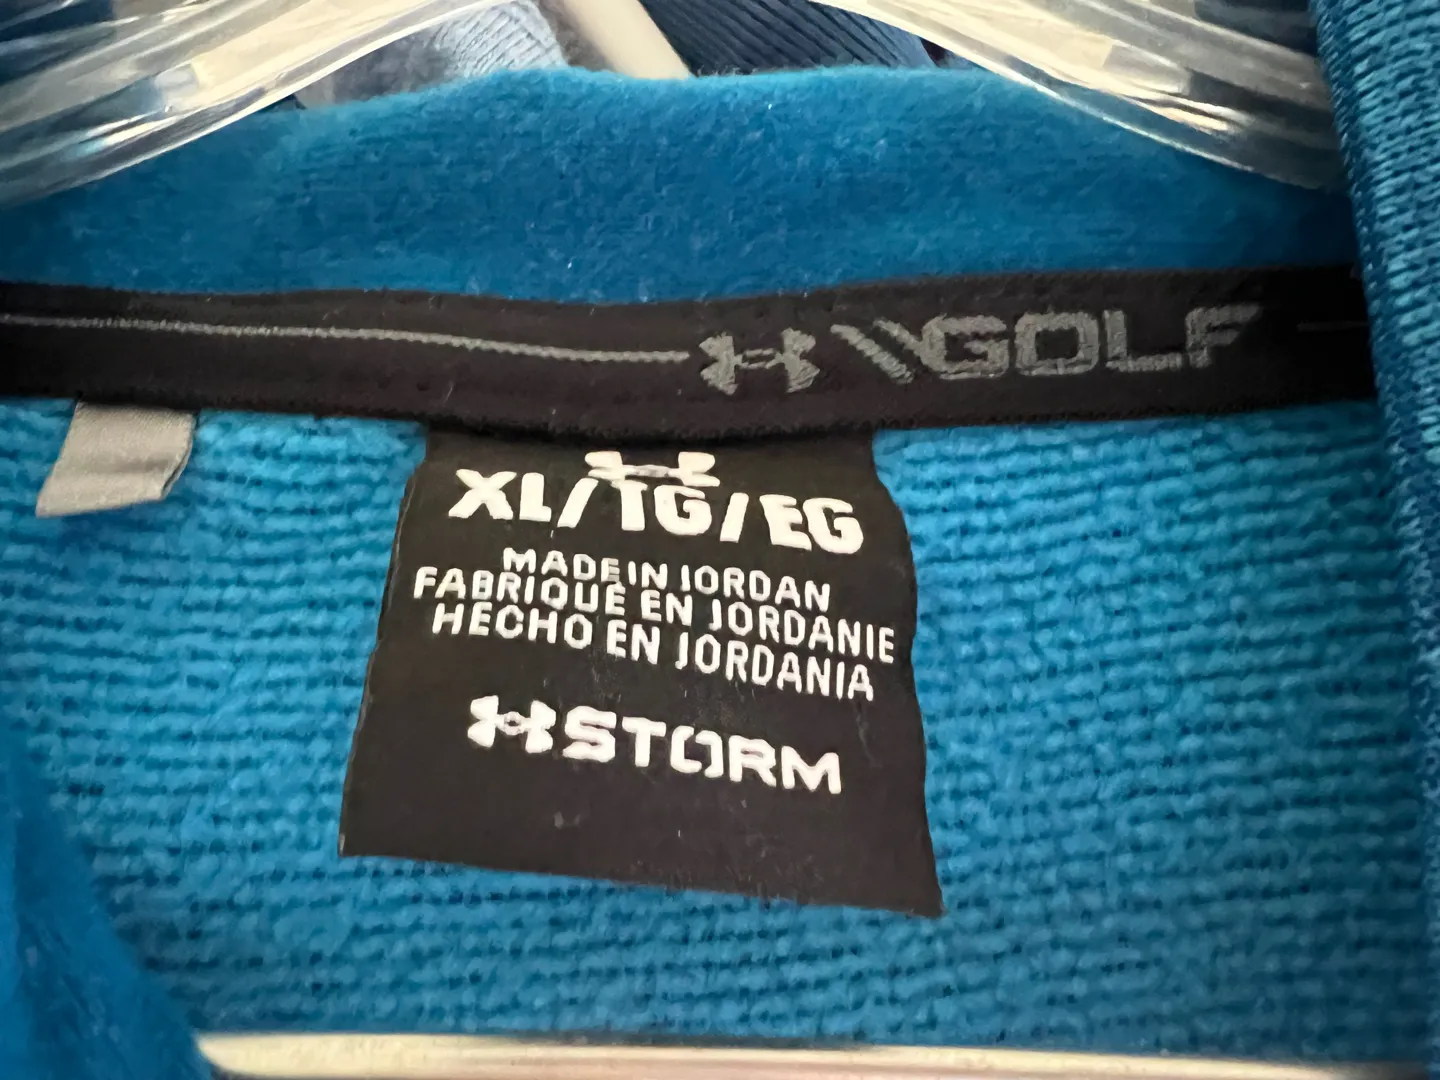 \\GOLF
XL/TG/EG
MADE IN JORDAN
FABRIQUÉ EN JORDANIE
HECHO EN JORDANIA
STORM